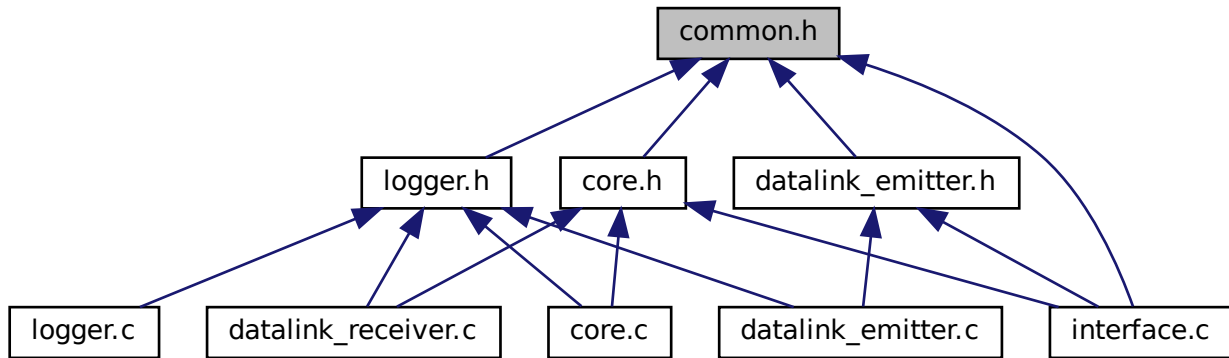 common.h
logger.h
core.h
datalink_emitter.h
logger.c
datalink_receiver.c
core.c
datalink_emitter.c
interface.c